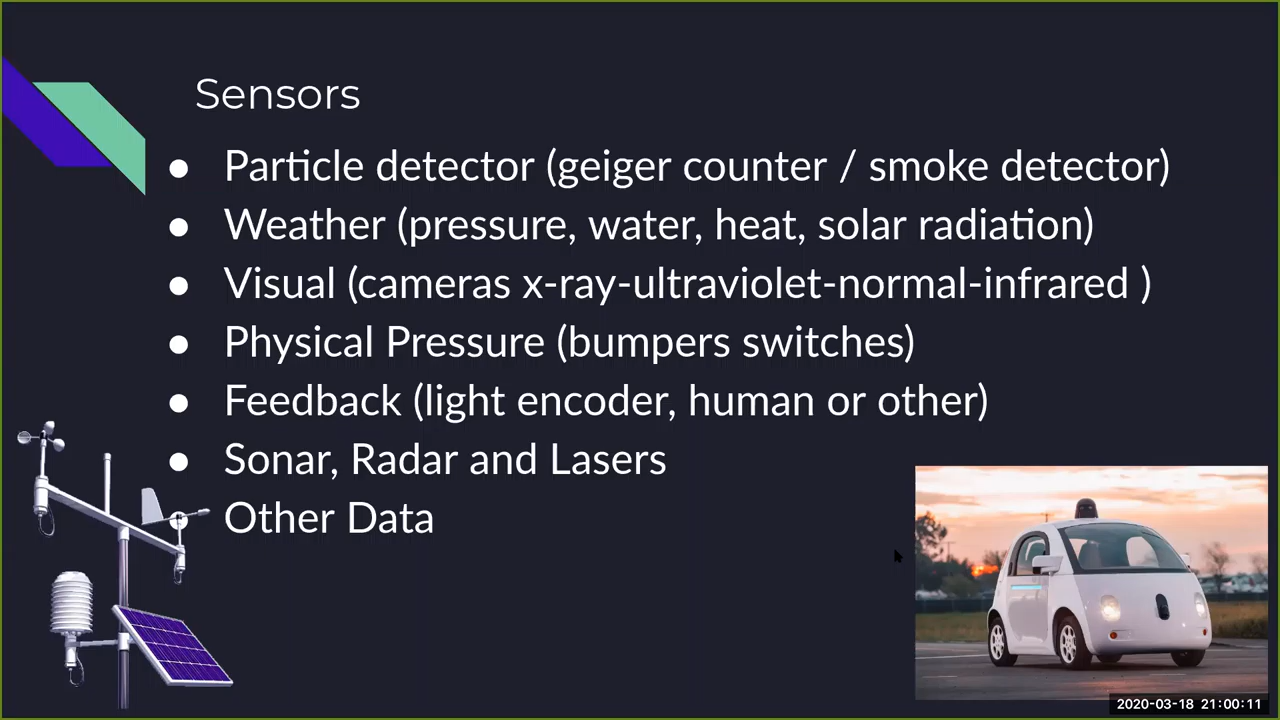 Sensors
● Particle detector (geiger counter / smoke detector)
● Weather (pressure, water, heat, solar radiation)
● Visual (cameras x-ray-ultraviolet-normal-infrared )
● Physical Pressure (bumpers switches)
● Feedback (light encoder, human or other)
● Sonar, Radar and Lasers
● Other Data
2020-03-18 21:00:11